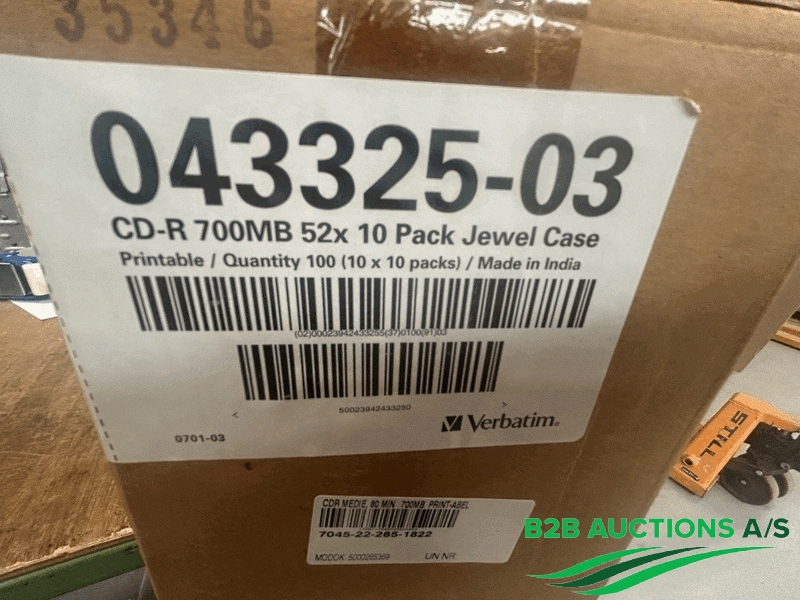 35346
043325-03
CD-R 700MB 52x 10 Pack Jewel Case
Printable / Quantity 100 (10 x 10 packs) / Made in India
(02)00023942433255(37)0100(91)03
50023942433250
< >
Verbatim
0701-03
CDR MEDIE, 80 MIN 700MB PRINT-ABEL
7045-22-285-1822
UN NR:
STILL
B2B AUCTIONS A/S